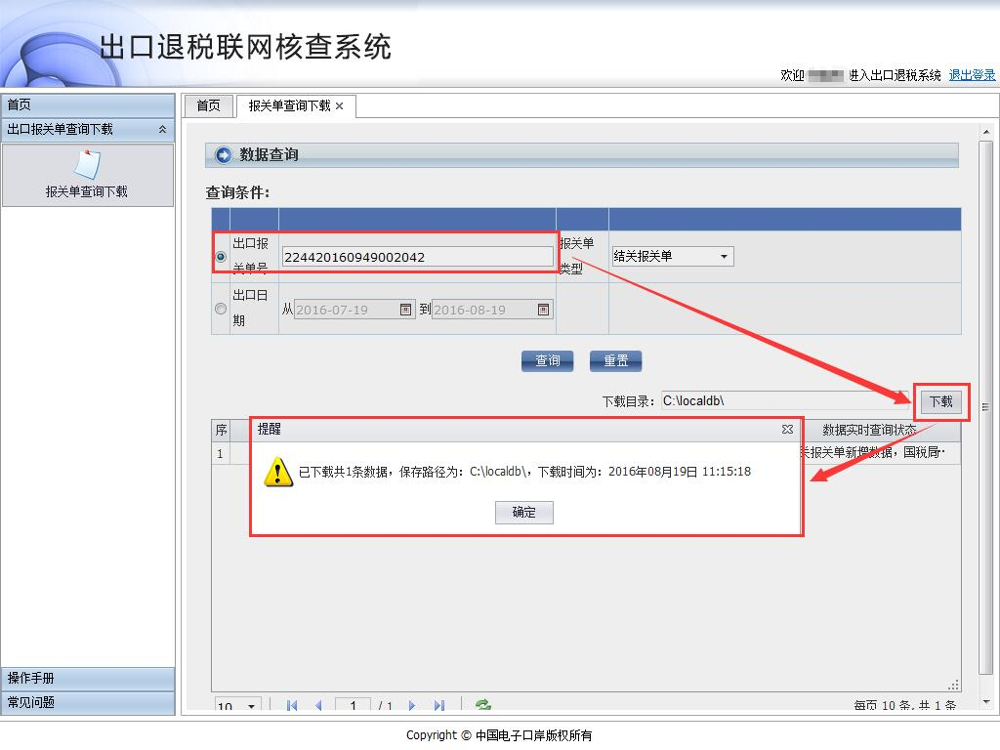 出口退税联网核查系统
欢迎 进入出口退税系统 退出登录
首页
出口报关单查询下载
报关单查询下载
操作手册
常见问题
首页 报关单查询下载
数据查询
查询条件：
出口报关单号 224420160949002042 报关单类型 结关报关单
出口日期 从 2016-07-19 到 2016-08-19
查询 重置
下载目录： C:\localdb\ 下载
序 数据实时查询状态
1 关报关单新增数据，国税局··
提醒
已下载共1条数据，保存路径为：C:\localdb\，下载时间为：2016年08月19日 11:15:18
确定
10 1 / 1 每页 10 条,共 1 条
Copyright © 中国电子口岸版权所有